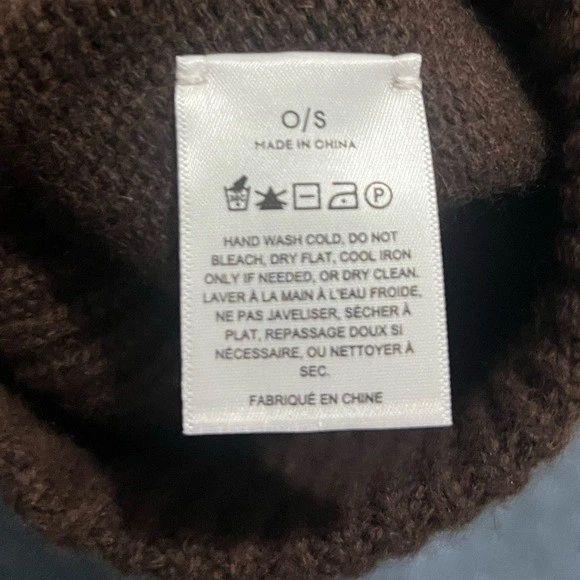 O/S
MADE IN CHINA
P
HAND WASH COLD, DO NOT
BLEACH, DRY FLAT, COOL IRON
ONLY IF NEEDED, OR DRY CLEAN.
LAVER À LA MAIN À L'EAU FROIDE,
NE PAS JAVELISER, SÉCHER À
PLAT, REPASSAGE DOUX SI
NÉCESSAIRE, OU NETTOYER À
SEC.
FABRIQUÉ EN CHINE